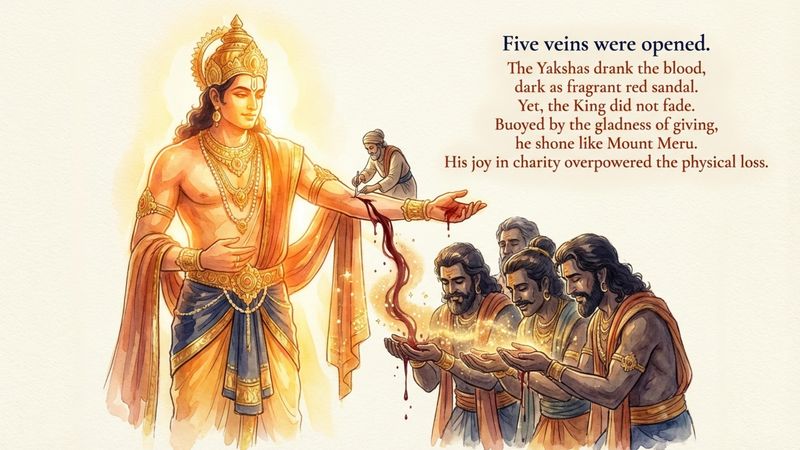 Five veins were opened.
The Yakshas drank the blood,
dark as fragrant red sandal.
Yet, the King did not fade.
Buoyed by the gladness of giving,
he shone like Mount Meru.
His joy in charity overpowered the physical loss.